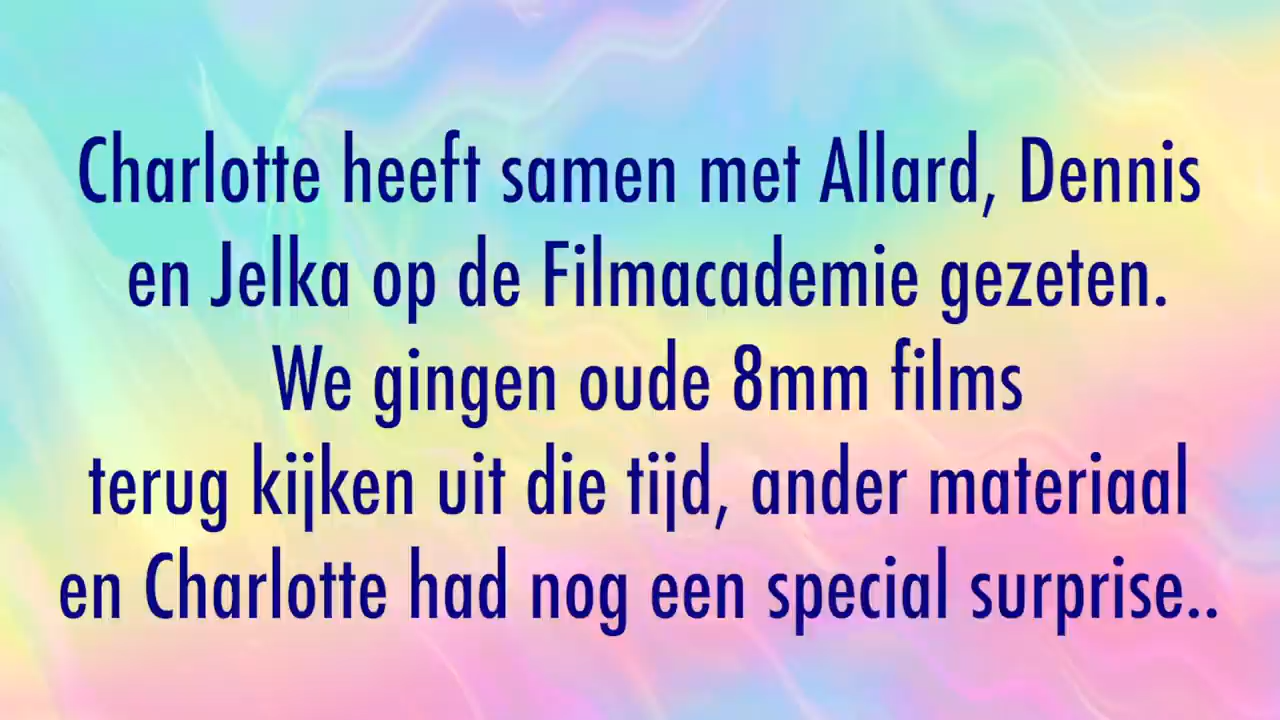 Charlotte heeft samen met Allard, Dennis
en Jelka op de Filmacademie gezeten.
We gingen oude 8mm films
terug kijken uit die tijd, ander materiaal
en Charlotte had nog een special surprise..